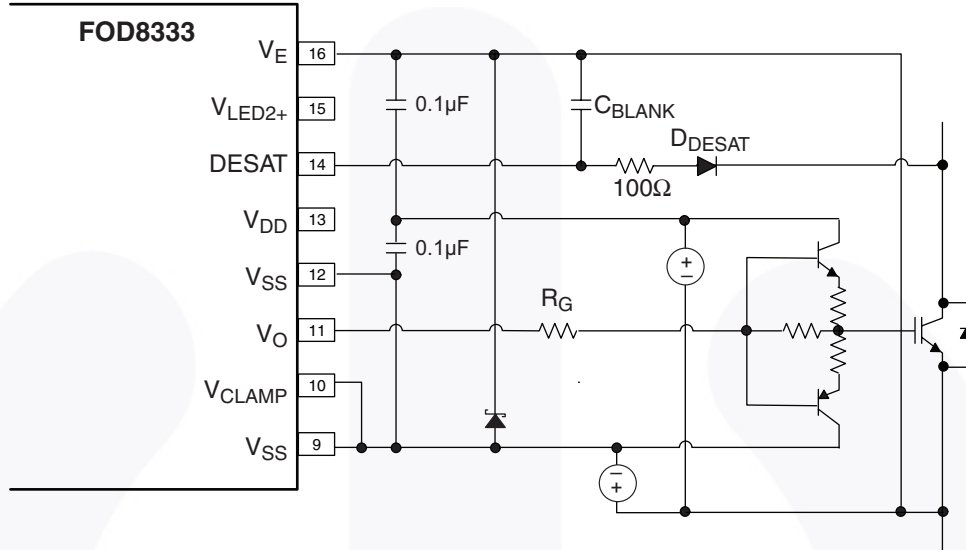 FOD8333
VE 16
VLED2+ 15
0.1µF
CBLANK
DDESAT
DESAT 14
100Ω
VDD 13
0.1µF
VSS 12
+
−
RG
VO 11
VCLAMP 10
VSS 9
−
+